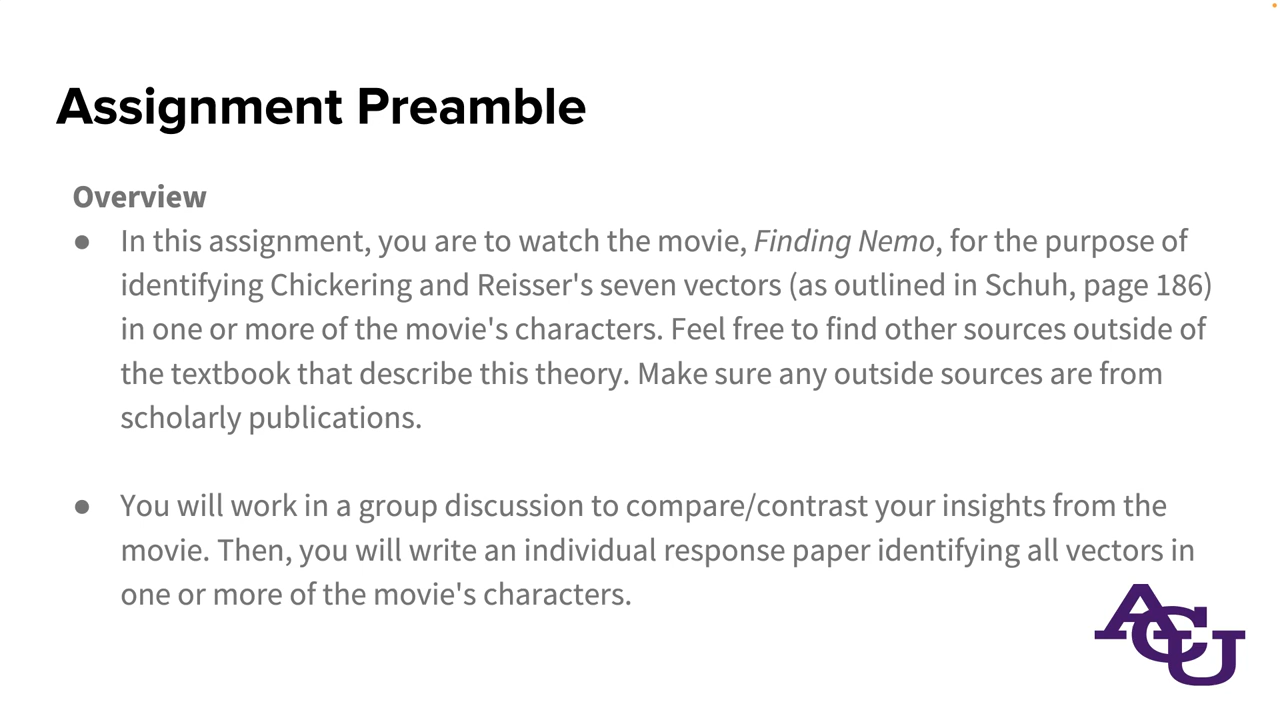 Assignment Preamble
Overview
● In this assignment, you are to watch the movie, Finding Nemo, for the purpose of
identifying Chickering and Reisser's seven vectors (as outlined in Schuh, page 186)
in one or more of the movie's characters. Feel free to find other sources outside of
the textbook that describe this theory. Make sure any outside sources are from
scholarly publications.
● You will work in a group discussion to compare/contrast your insights from the
movie. Then, you will write an individual response paper identifying all vectors in
one or more of the movie's characters.
ACU